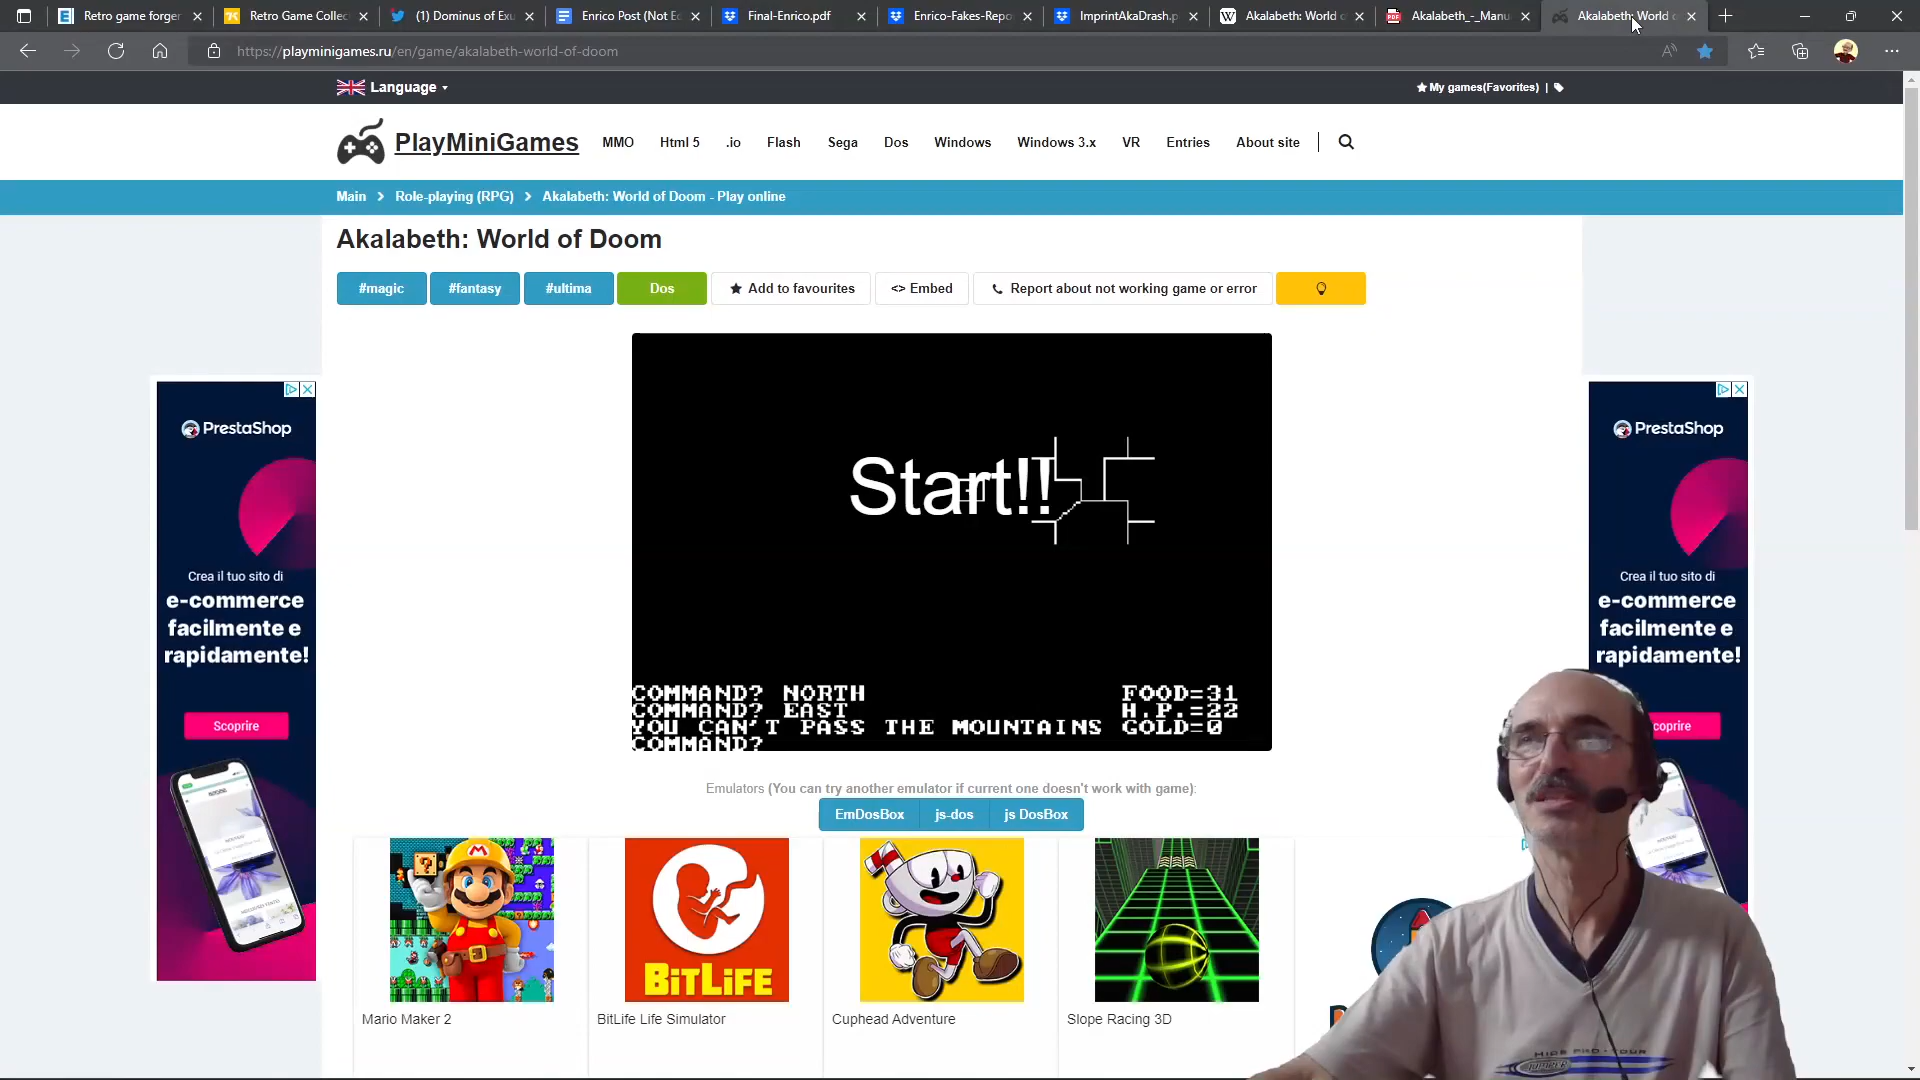 Retro game forger
Retro Game Collec
(1) Dominus of Exu
Enrico Post (Not Ed
Final-Enrico.pdf
Enrico-Fakes-Repo
ImprintAkaDrash.p
Akalabeth: World o
Akalabeth_-_Manu
Akalabeth: World o
https://playminigames.ru/en/game/akalabeth-world-of-doom
Language
My games(Favorites) |
PlayMiniGames
MMO Html 5 .io Flash Sega Dos Windows Windows 3.x VR Entries About site
Main > Role-playing (RPG) > Akalabeth: World of Doom - Play online
Akalabeth: World of Doom
#magic #fantasy #ultima Dos Add to favourites <> Embed Report about not working game or error
Start!!
COMMAND? NORTH FOOD=31
COMMAND? EAST H.P.=22
YOU CAN'T PASS THE MOUNTAINS GOLD=0
COMMAND?
PrestaShop
Crea il tuo sito di
e-commerce
facilmente e
rapidamente!
Scoprire
PrestaShop
Crea il tuo sito di
e-commerce
facilmente e
rapidamente!
coprire
Emulators (You can try another emulator if current one doesn't work with game):
EmDosBox js-dos js DosBox
BITLIFE
Mario Maker 2
BitLife Life Simulator
Cuphead Adventure
Slope Racing 3D